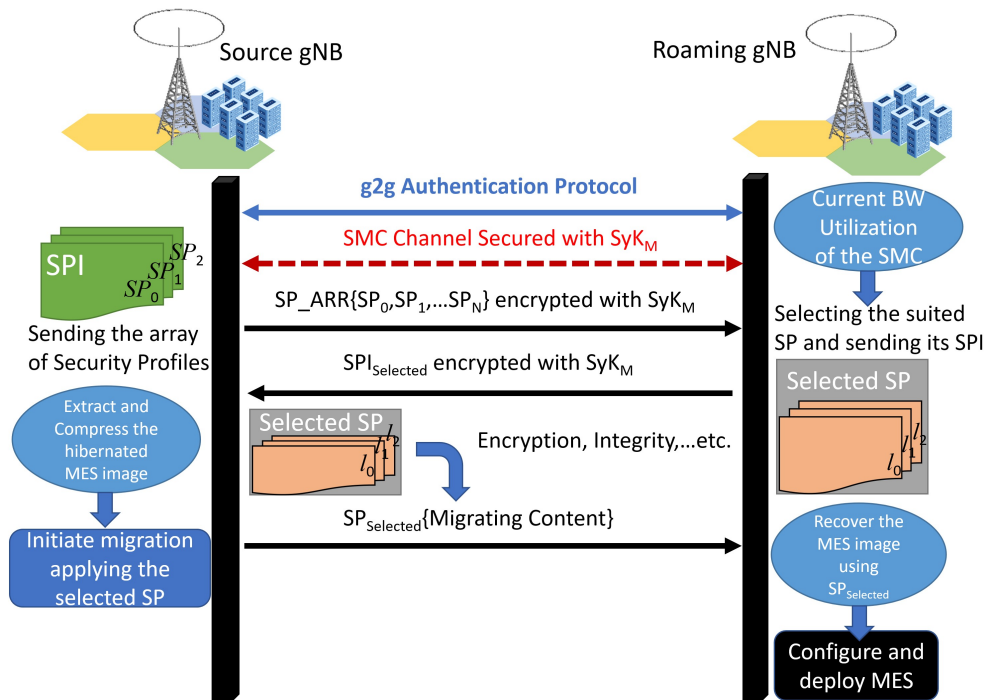 Source gNB
Roaming gNB
g2g Authentication Protocol
SMC Channel Secured with SyK_M
Current BW
Utilization
of the SMC
SPI
SP_0
SP_1
SP_2
SP_ARR{SP_0,SP_1,...SP_N} encrypted with SyK_M
Sending the array
of Security Profiles
Selecting the suited
SP and sending its SPI
SPI_Selected encrypted with SyK_M
Extract and
Compress the
hibernated
MES image
Selected SP
l_0
l_1
l_2
Encryption, Integrity,...etc.
Selected SP
l_0
l_1
l_2
SP_Selected{Migrating Content}
Initiate migration
applying the
selected SP
Recover the
MES image
using
SP_Selected
Configure and
deploy MES